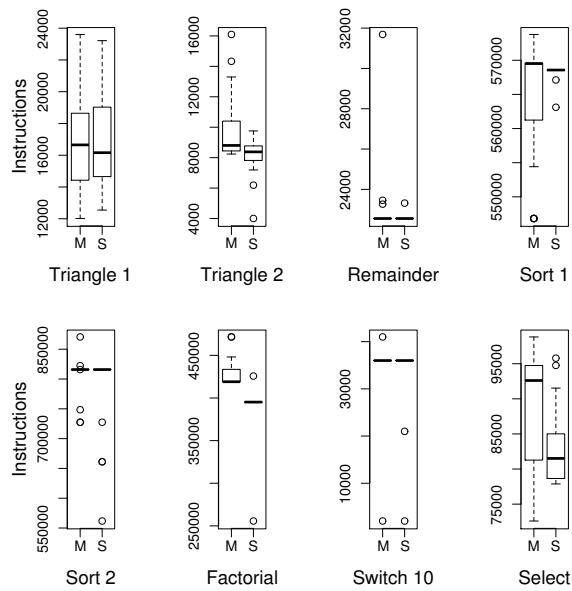 Instructions
12000 16000 20000 24000
M S
Triangle 1
4000 8000 12000 16000
M S
Triangle 2
24000 28000 32000
M S
Remainder
550000 560000 570000
M S
Sort 1
Instructions
550000 700000 850000
M S
Sort 2
250000 350000 450000
M S
Factorial
10000 30000
M S
Switch 10
75000 85000 95000
M S
Select